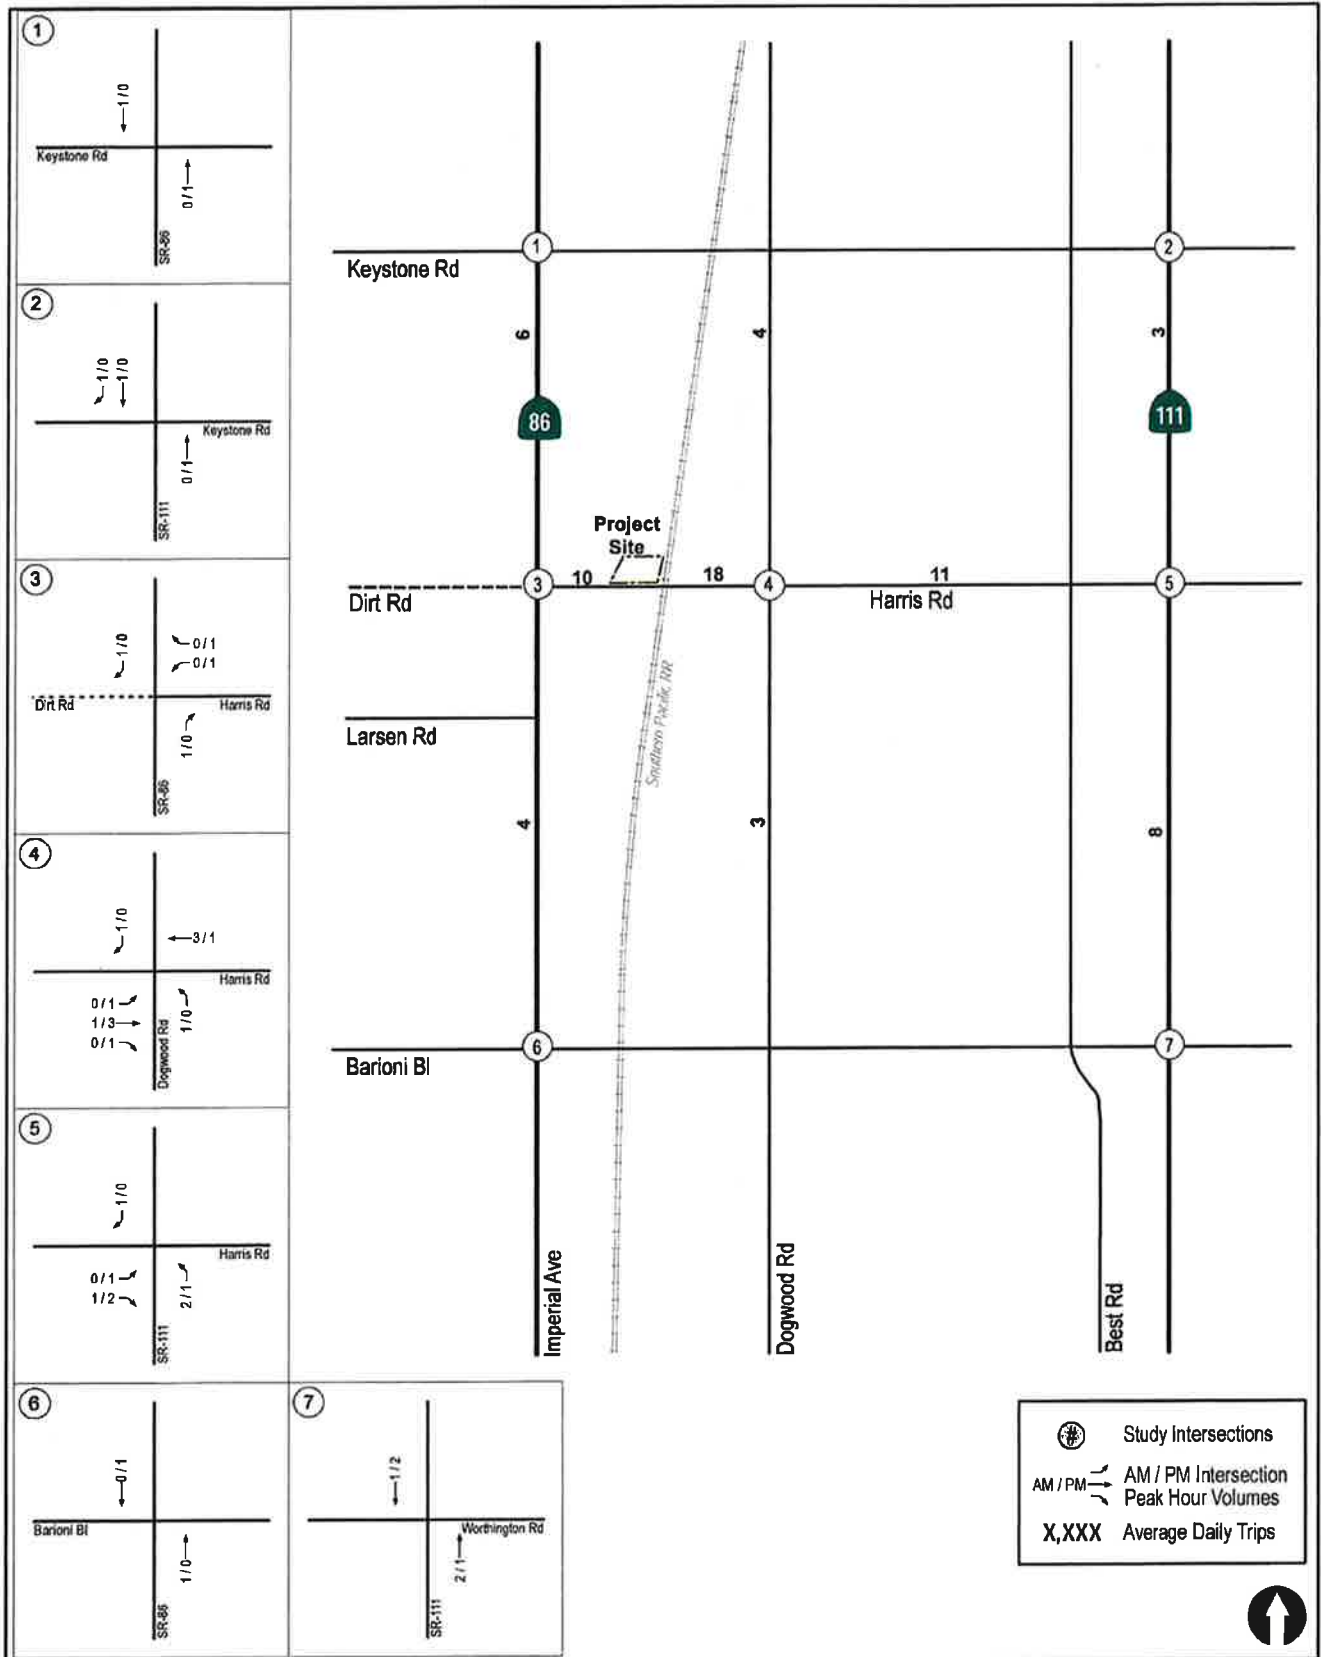 1
1 / 0
Keystone Rd
0 / 1
SR-86
2
1 / 0
1 / 0
Keystone Rd
0 / 1
SR-111
3
1 / 0
0 / 1
0 / 1
Dirt Rd
Harris Rd
1 / 0
SR-86
4
1 / 0
3 / 1
Harris Rd
0 / 1
1 / 3
0 / 1
1 / 0
Dogwood Rd
5
1 / 0
Harris Rd
0 / 1
1 / 2
2 / 1
SR-111
6
0 / 1
Barioni Bl
1 / 0
SR-86
7
1 / 2
Worthington Rd
2 / 1
SR-111
1
2
Keystone Rd
6
4
3
86
111
Project
Site
3
10
18
4
11
5
Dirt Rd
Harris Rd
Southern Pacific RR
Larsen Rd
4
3
8
6
7
Barioni Bl
Imperial Ave
Dogwood Rd
Best Rd
# Study Intersections
AM / PM AM / PM Intersection
Peak Hour Volumes
X,XXX Average Daily Trips